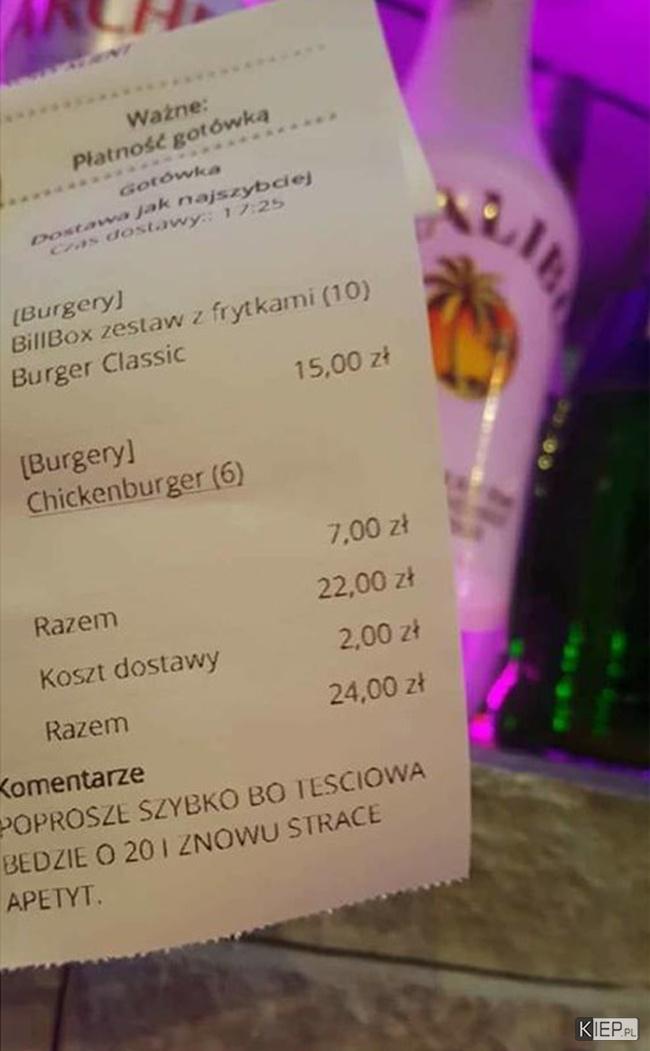 Ważne:
Płatność gotówką
Gotówka
Dostawa jak najszybciej
Czas dostawy:: 17:25
[Burgery]
BillBox zestaw z frytkami (10)
Burger Classic
15,00 zł
[Burgery]
Chickenburger (6)
7,00 zł
Razem 22,00 zł
Koszt dostawy 2,00 zł
Razem 24,00 zł
Komentarze
POPROSZE SZYBKO BO TESCIOWA
BEDZIE O 20 I ZNOWU STRACE
APETYT.
ALIB
KIEP.PL